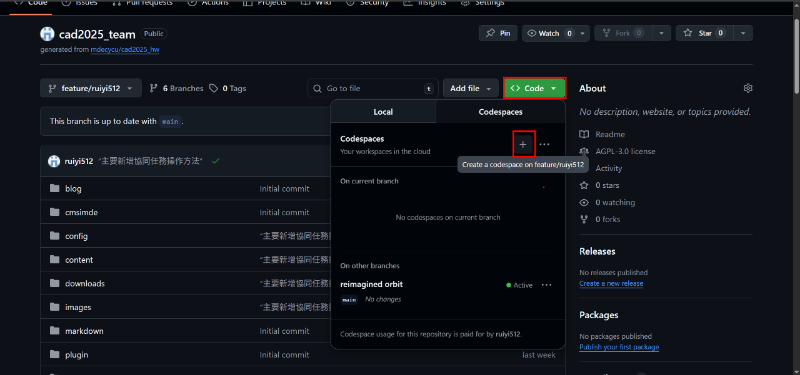 Code
Issues
Pull requests
Actions
Projects
Wiki
Security
Insights
Settings
cad2025_team Public
generated from mdecycu/cad2025_hw
Pin
Watch 0
Fork 0
Star 0
feature/ruiyi512
6 Branches
0 Tags
Go to file t
Add file
Code
This branch is up to date with main.
ruiyi512 "主要新增協同任務操作方法"
blog Initial commit
cmsimde Initial commit
config "主要新增協同任務
content "主要新增協同任務
downloads "主要新增協同任務
images "主要新增協同任務
markdown Initial commit
plugin Initial commit last week
Local Codespaces
Codespaces
Your workspaces in the cloud
Create a codespace on feature/ruiyi512
On current branch
No codespaces on current branch
On other branches
reimagined orbit Active
main No changes
Codespace usage for this repository is paid for by ruiyi512.
About
No description, website, or topics provided.
Readme
AGPL-3.0 license
Activity
0 stars
0 watching
0 forks
Releases
No releases published
Create a new release
Packages
No packages published
Publish your first package